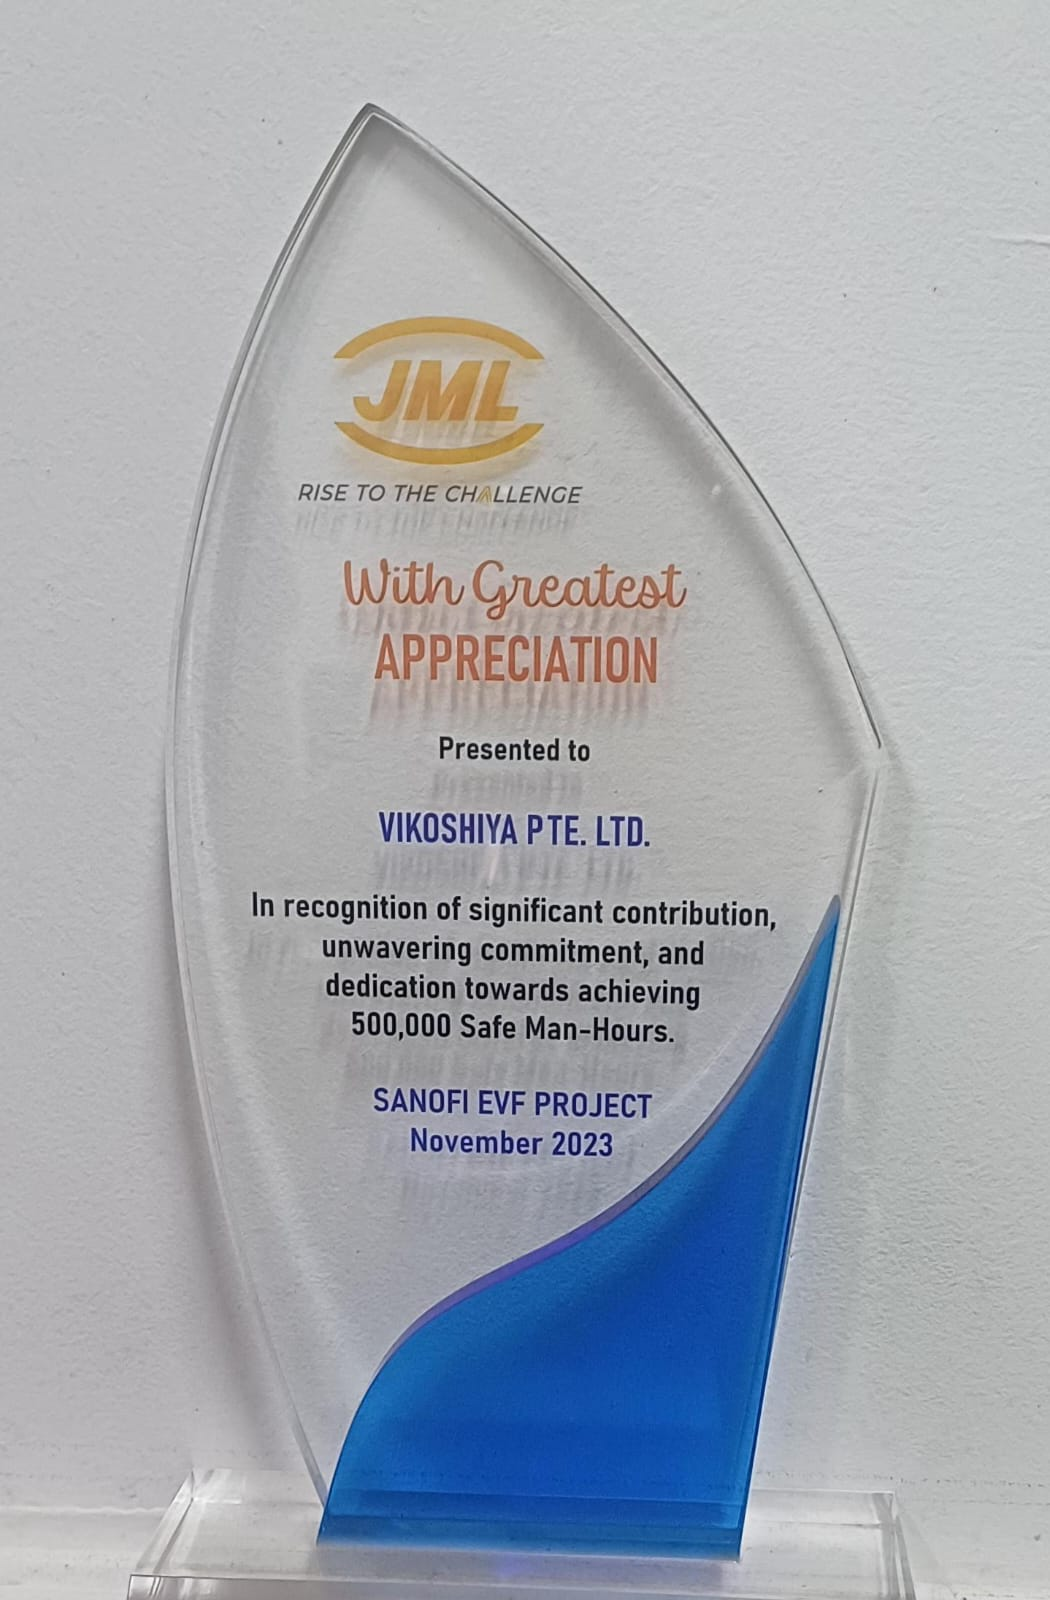 JML
RISE TO THE CHALLENGE
With Greatest
APPRECIATION
Presented to
VIKOSHIYA PTE. LTD.
In recognition of significant contribution,
unwavering commitment, and
dedication towards achieving
500,000 Safe Man-Hours.
SANOFI EVF PROJECT
November 2023